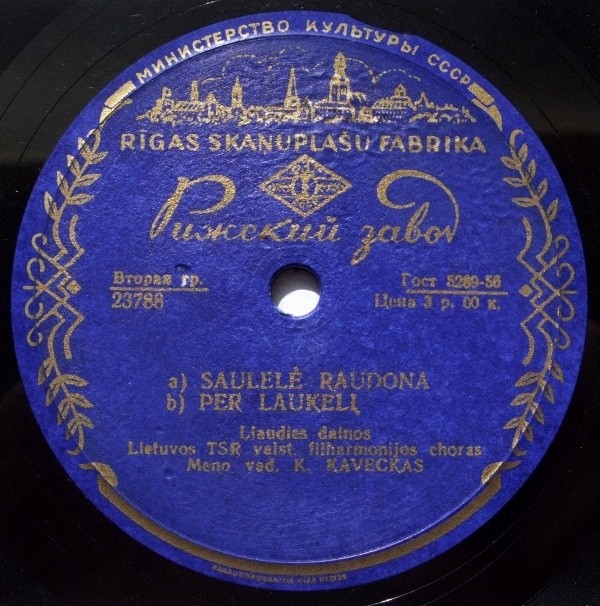 МИНИСТЕРСТВО КУЛЬТУРЫ СССР
RĪGAS SKAŅUPLAŠU FABRIKA
Рижский завод
Вторая гр.
23788
Гост 5269-56
Цена 3 р. 00 к.
a) SAULELĖ RAUDONA
b) PER LAUKELĮ
Liaudies dainos
Lietuvos TSR valst. filharmonijos choras
Meno vad. K. KAVECKAS